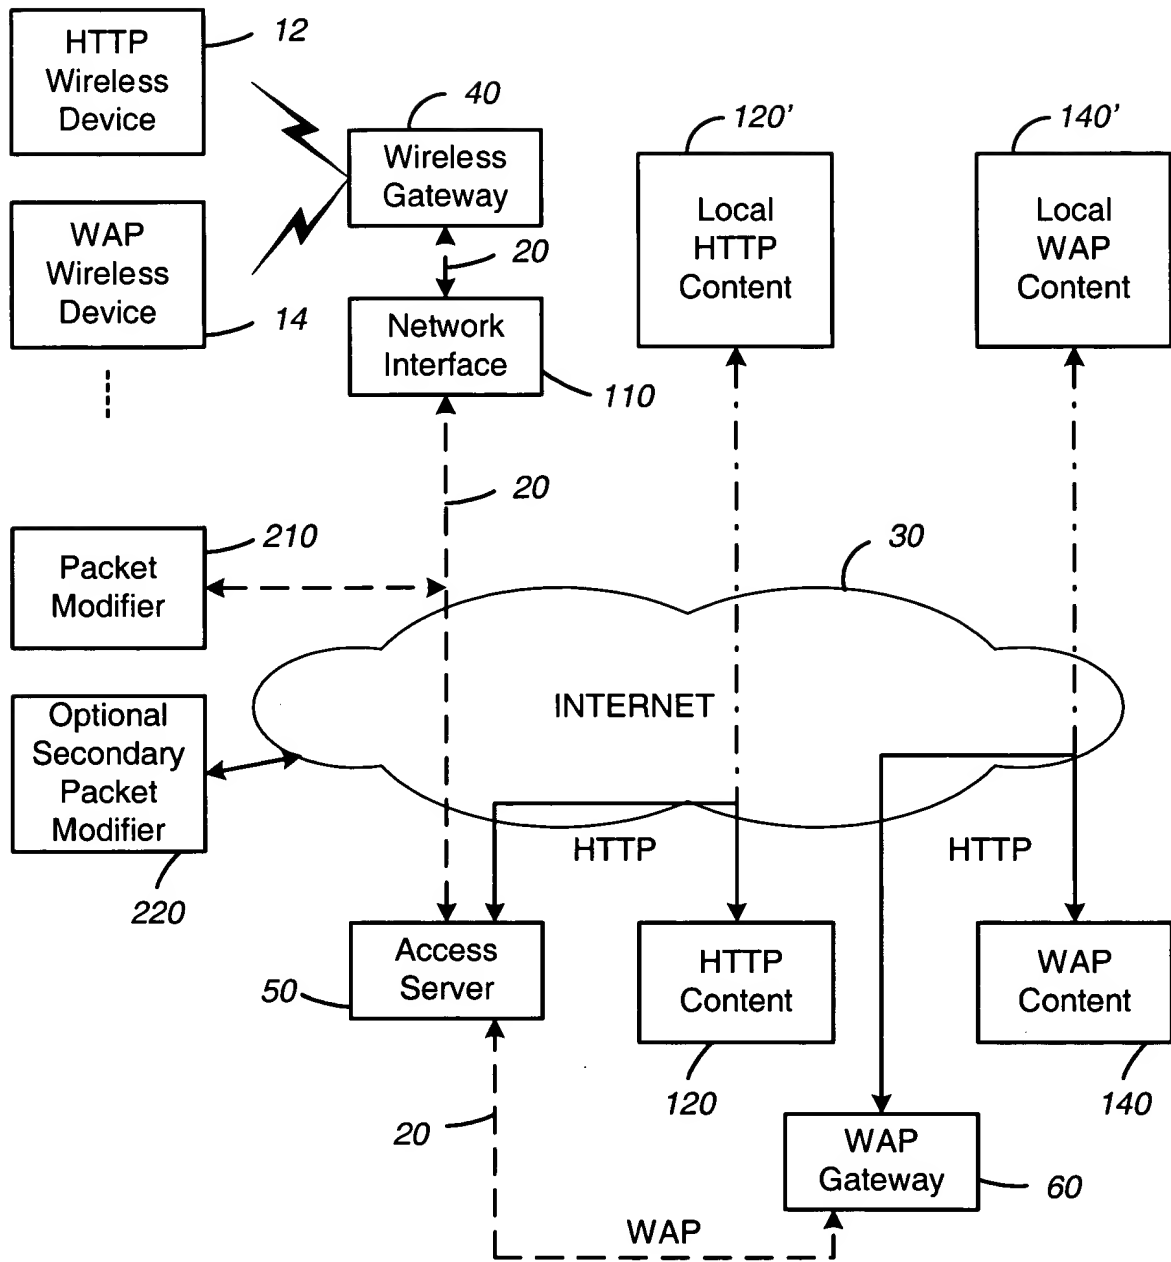 HTTP
Wireless
Device
12
WAP
Wireless
Device
14
40
Wireless
Gateway
20
Network
Interface
110
120'
Local
HTTP
Content
140'
Local
WAP
Content
20
210
Packet
Modifier
30
INTERNET
Optional
Secondary
Packet
Modifier
220
HTTP
HTTP
Access
Server
50
HTTP
Content
120
WAP
Content
140
20
WAP
Gateway
60
WAP